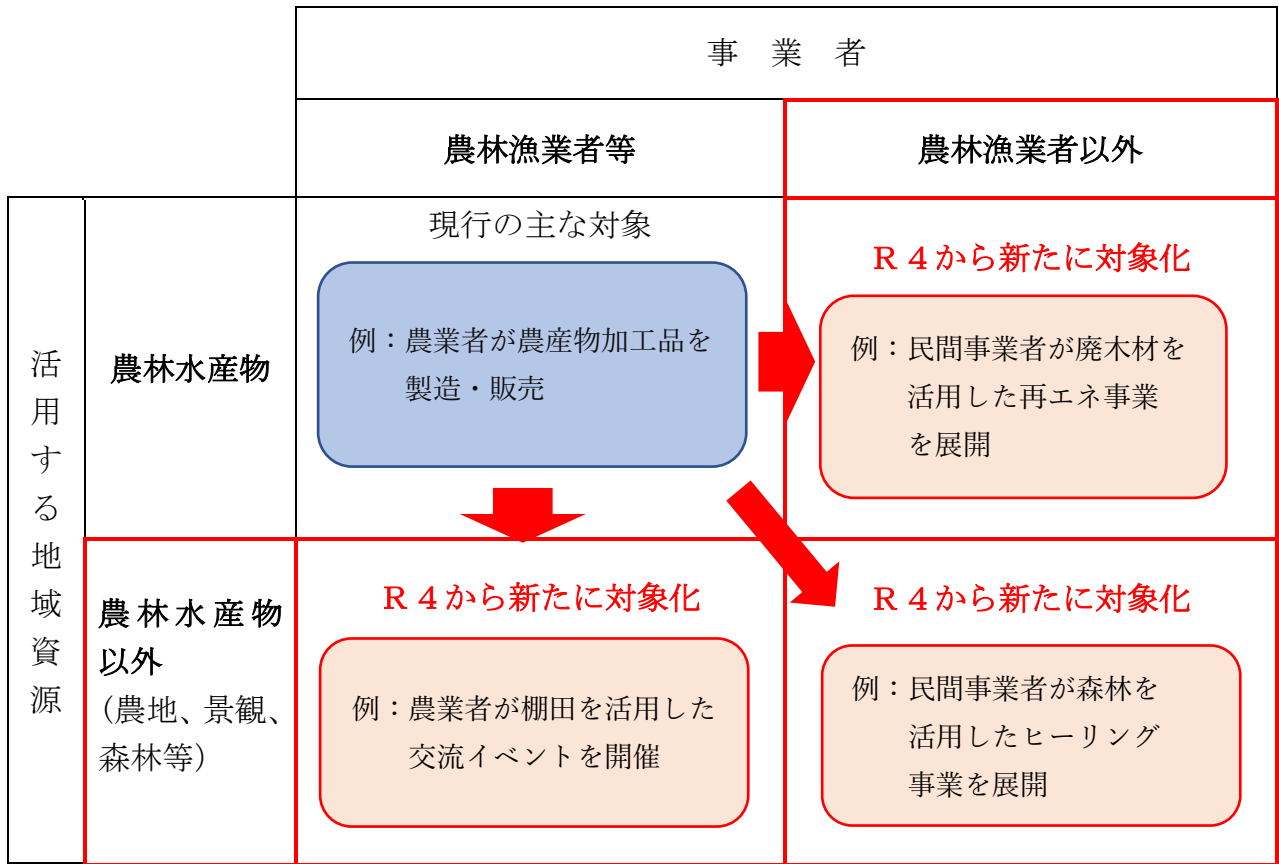 事 業 者
農林漁業者等
農林漁業者以外
活用する地域資源
農林水産物
現行の主な対象
例：農業者が農産物加工品を
製造・販売
Ｒ４から新たに対象化
例：民間事業者が廃木材を
活用した再エネ事業
を展開
農林水産物
以外
（農地、景観、
森林等）
Ｒ４から新たに対象化
例：農業者が棚田を活用した
交流イベントを開催
Ｒ４から新たに対象化
例：民間事業者が森林を
活用したヒーリング
事業を展開